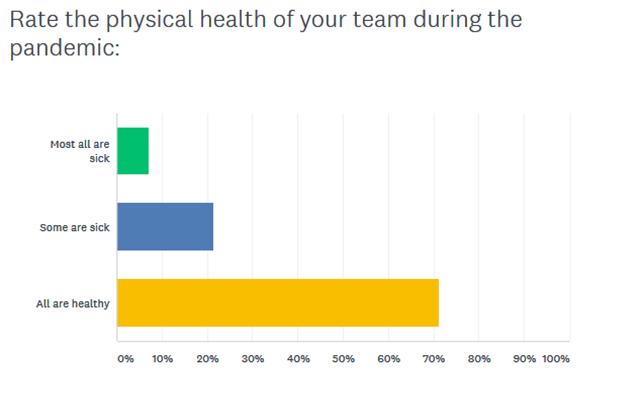 Rate the physical health of your team during the
pandemic:
Most all are
sick
Some are sick
All are healthy
0% 10% 20% 30% 40% 50% 60% 70% 80% 90% 100%